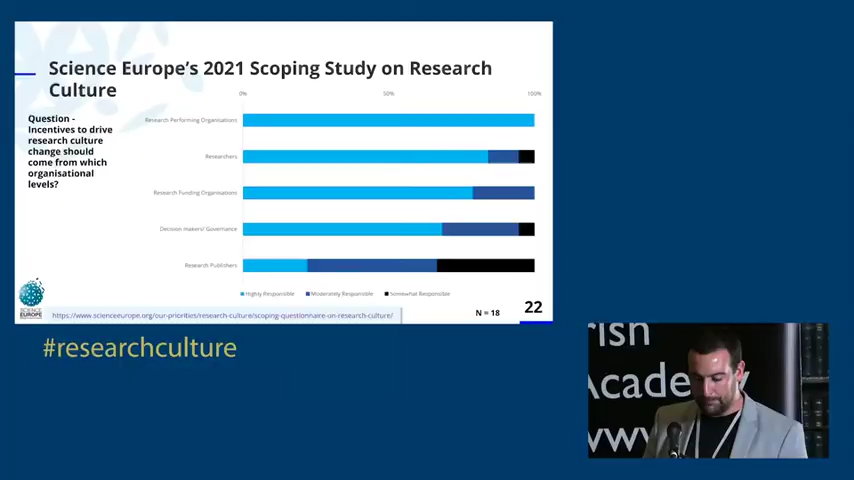 Science Europe's 2021 Scoping Study on Research
Culture
0%
50%
100%
Question -
Incentives to drive
research culture
change should
come from which
organisational
levels?
Research Performing Organisations
Researchers
Research Funding Organisations
Decision makers/ Governance
Research Publishers
Highly Responsible
Moderately Responsible
Somewhat Responsible
SCIENCE
EUROPE
https://www.scienceeurope.org/our-priorities/research-culture/scoping-questionnaire-on-research-culture/
N = 18
22
#researchculture
rish
Acade
ww